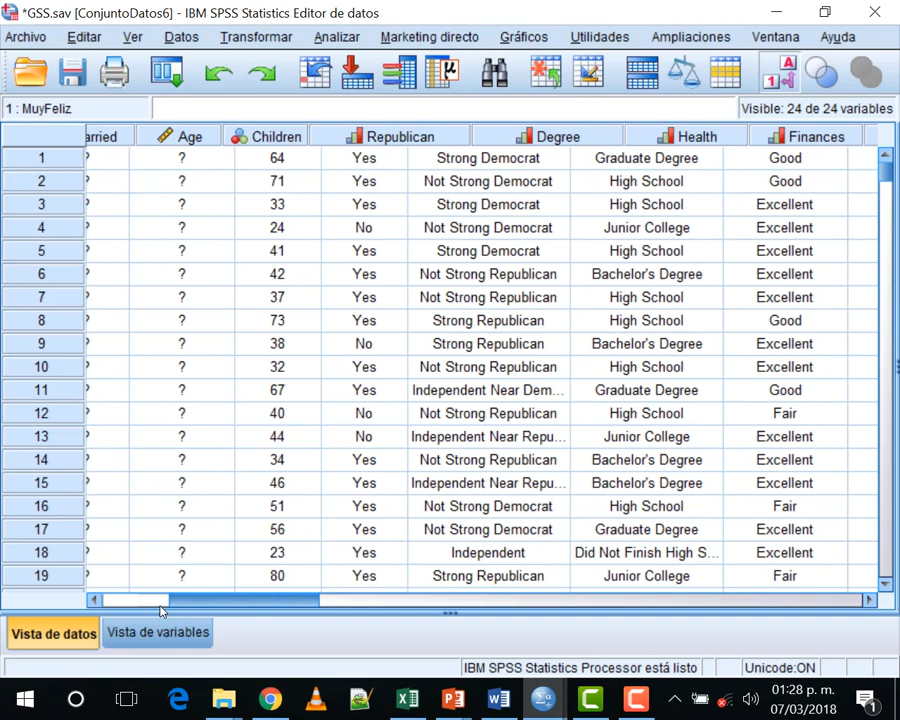 *GSS.sav [ConjuntoDatos6] - IBM SPSS Statistics Editor de datos
Archivo Editar Ver Datos Transformar Analizar Marketing directo Gráficos Utilidades Ampliaciones Ventana Ayuda
1 : MuyFeliz Visible: 24 de 24 variables
arried Age Children Republican Degree Health Finances
1 ? ? 64 Yes Strong Democrat Graduate Degree Good
2 ? ? 71 Yes Not Strong Democrat High School Good
3 ? ? 33 Yes Strong Democrat High School Excellent
4 ? ? 24 No Not Strong Democrat Junior College Excellent
5 ? ? 41 Yes Strong Democrat High School Excellent
6 ? ? 42 Yes Not Strong Republican Bachelor's Degree Excellent
7 ? ? 37 Yes Not Strong Republican High School Excellent
8 ? ? 73 Yes Strong Republican High School Good
9 ? ? 38 No Strong Republican Bachelor's Degree Excellent
10 ? ? 32 Yes Not Strong Republican High School Excellent
11 ? ? 67 Yes Independent Near Dem... Graduate Degree Good
12 ? ? 40 No Not Strong Republican High School Fair
13 ? ? 44 No Independent Near Repu... Junior College Excellent
14 ? ? 34 Yes Not Strong Republican Bachelor's Degree Excellent
15 ? ? 46 Yes Independent Near Repu... Bachelor's Degree Excellent
16 ? ? 51 Yes Not Strong Democrat High School Fair
17 ? ? 56 Yes Not Strong Democrat Graduate Degree Excellent
18 ? ? 23 Yes Independent Did Not Finish High S... Excellent
19 ? ? 80 Yes Strong Republican Junior College Fair
Vista de datos Vista de variables
IBM SPSS Statistics Processor está listo Unicode:ON
01:28 p. m.
07/03/2018
1